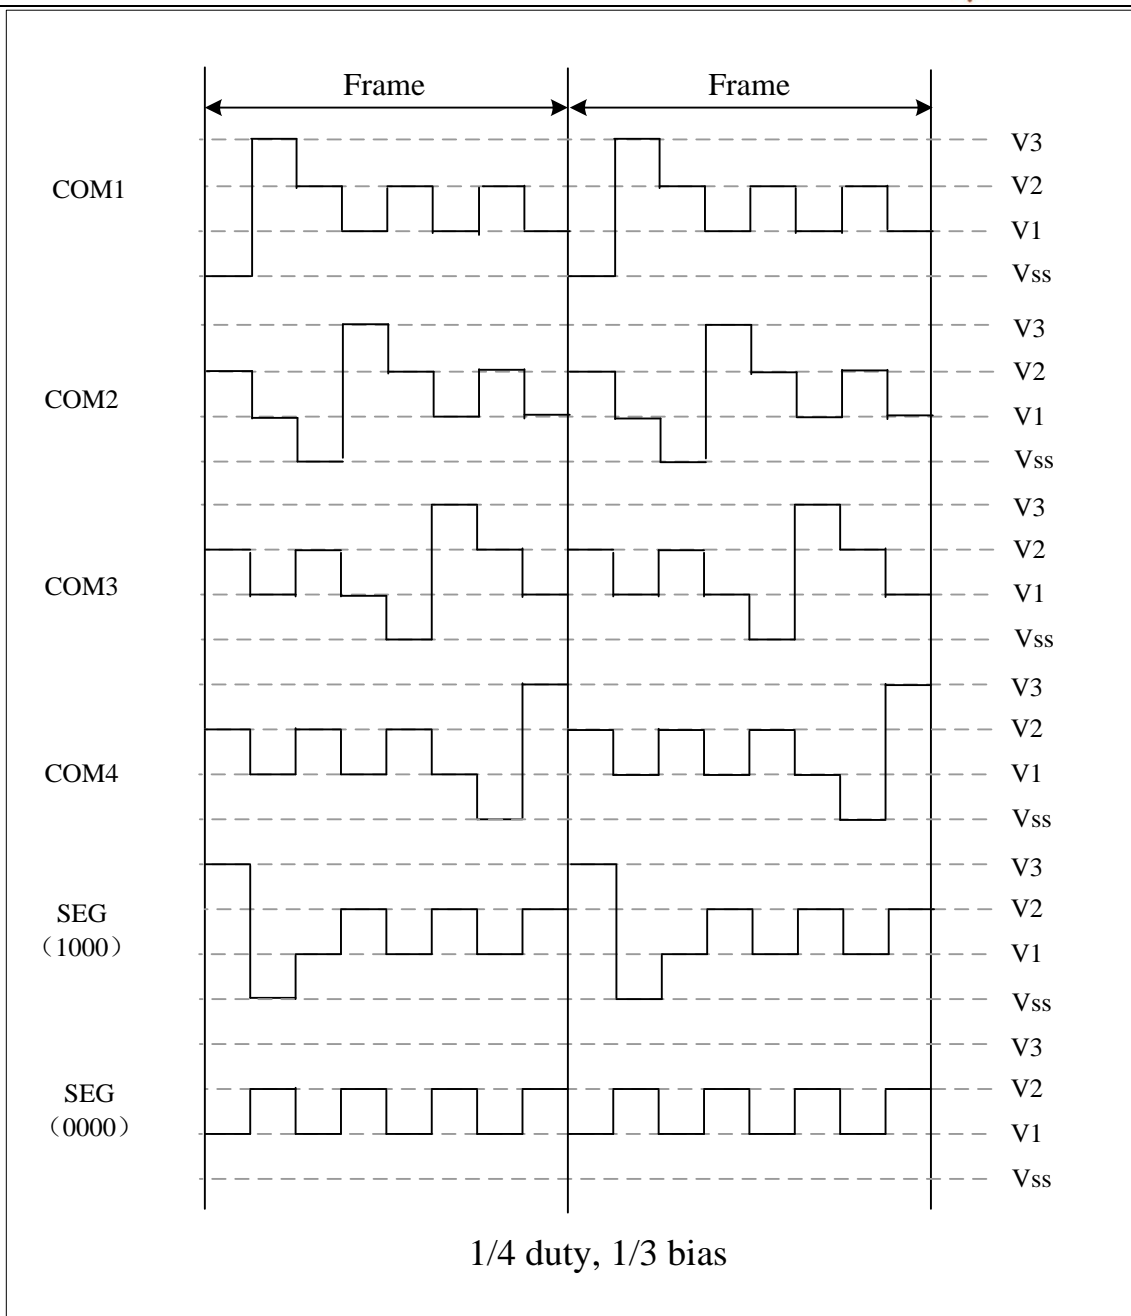 Frame Frame
V3
COM1 V2
V1
Vss
V3
V2
COM2
V1
Vss
V3
V2
COM3
V1
Vss
V3
V2
COM4
V1
Vss
V3
SEG V2
（1000） V1
Vss
V3
SEG V2
（0000） V1
Vss
1/4 duty, 1/3 bias